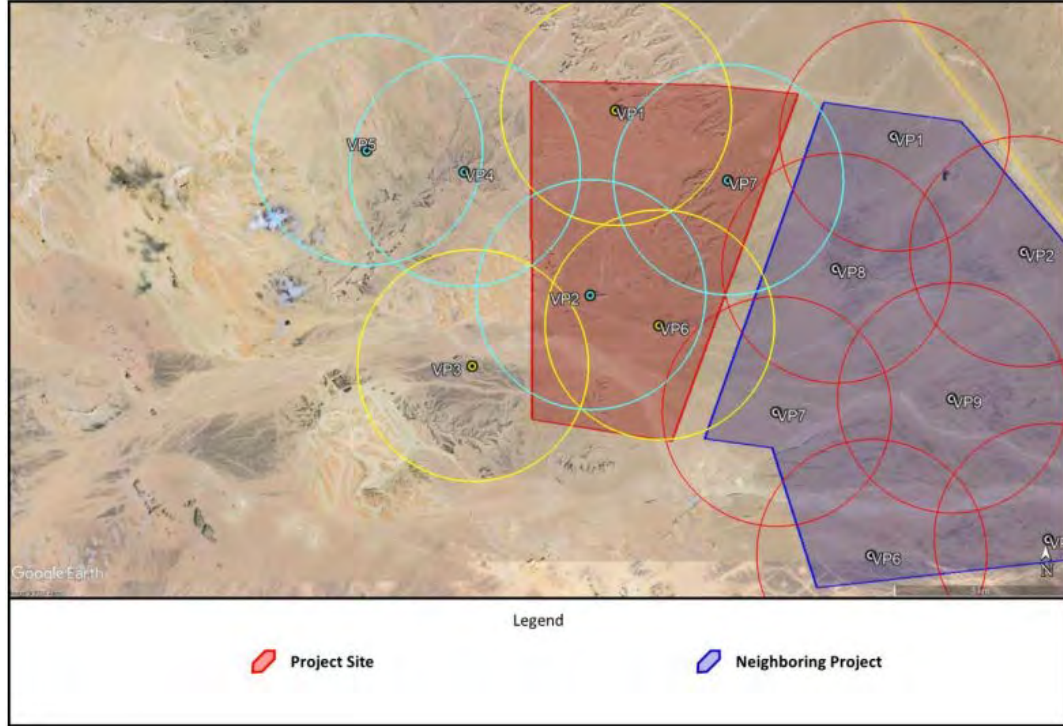 VP1
VP1
VP5
VP4
VP7
VP2
VP8
VP2
VP6
VP3
VP7
VP9
VP6
N
Google Earth
Legend
Project Site
Neighboring Project